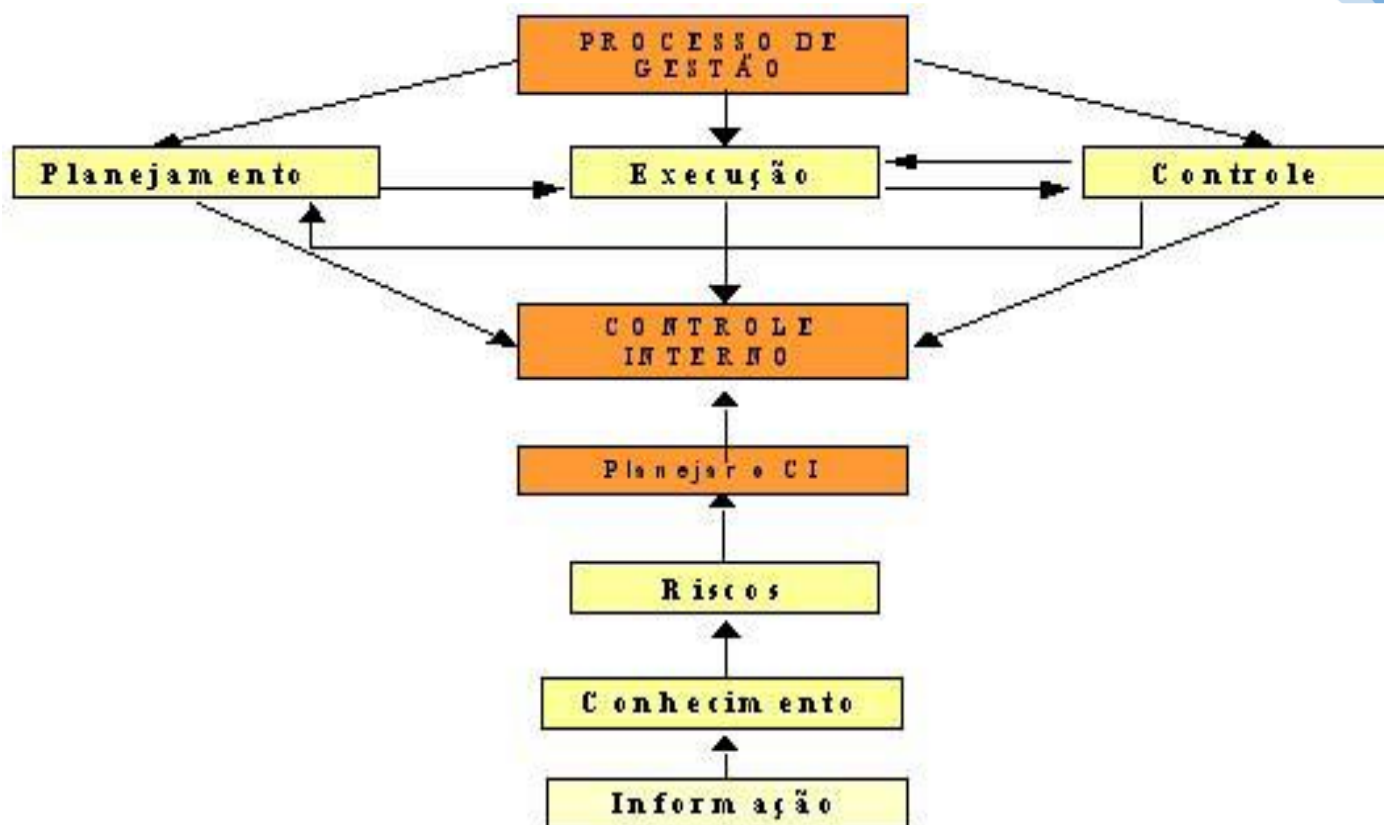 PROCESSO DE
GESTÃO
Planejamento
Execução
Controle
CONTROLE
INTERNO
Planejar o CI
Riscos
Conhecimento
Informação